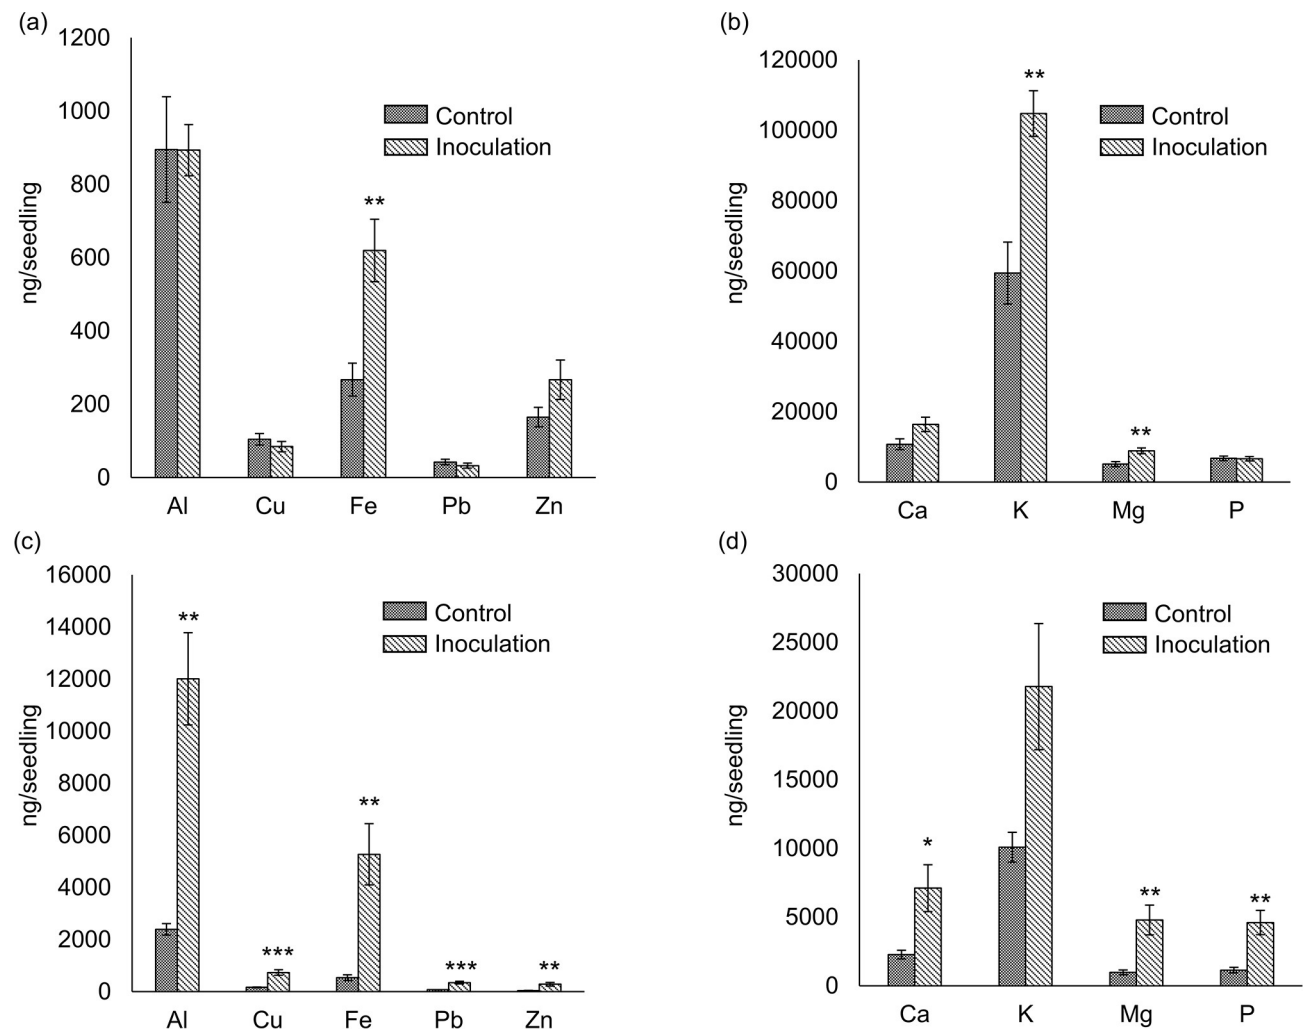 (a)
1200
1000
800
600
400
200
0
ng/seedling
Control
Inoculation
**
Al Cu Fe Pb Zn
(b)
120000
100000
80000
60000
40000
20000
0
ng/seedling
Control
Inoculation
**
**
Ca K Mg P
(c)
16000
14000
12000
10000
8000
6000
4000
2000
0
ng/seedling
Control
Inoculation
**
***
**
***
**
Al Cu Fe Pb Zn
(d)
30000
25000
20000
15000
10000
5000
0
ng/seedling
Control
Inoculation
*
**
**
Ca K Mg P